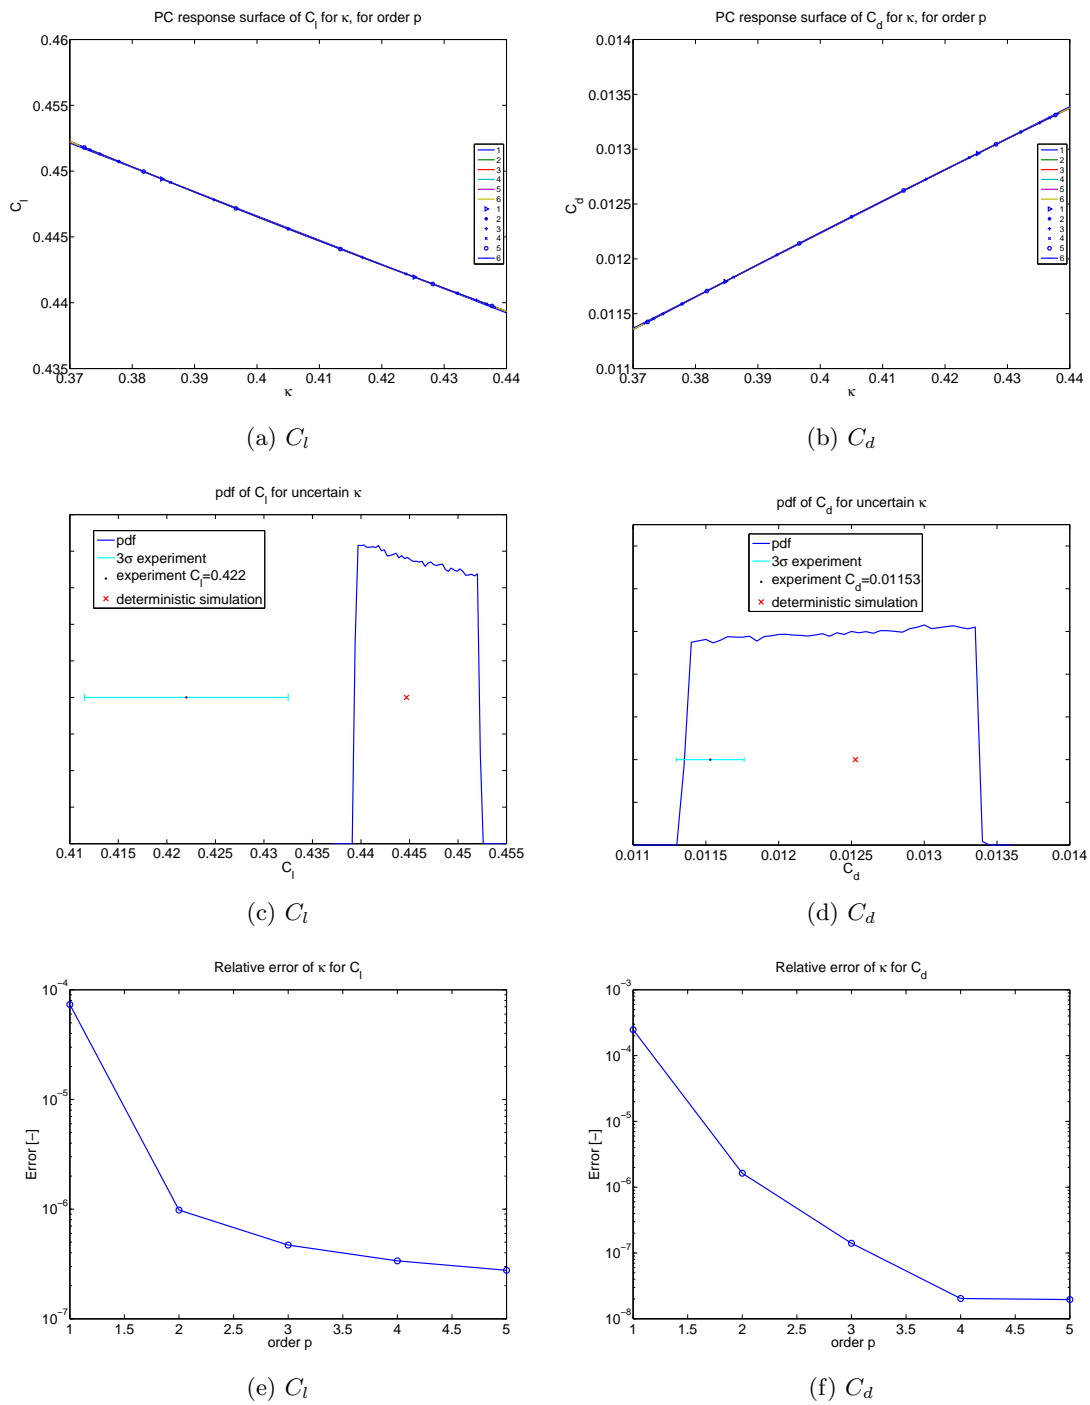 PC response surface of C_l for κ, for order p
0.46
0.455
0.45
0.445
0.44
0.435
C_l
0.37 0.38 0.39 0.4 0.41 0.42 0.43 0.44
κ
1
2
3
4
5
6
1
2
3
4
5
6
(a) C_l
PC response surface of C_d for κ, for order p
0.014
0.0135
0.013
0.0125
0.012
0.0115
0.011
C_d
0.37 0.38 0.39 0.4 0.41 0.42 0.43 0.44
κ
1
2
3
4
5
6
1
2
3
4
5
6
(b) C_d
pdf of C_l for uncertain κ
pdf
3σ experiment
experiment C_l=0.422
deterministic simulation
0.41 0.415 0.42 0.425 0.43 0.435 0.44 0.445 0.45 0.455
C_l
(c) C_l
pdf of C_d for uncertain κ
pdf
3σ experiment
experiment C_d=0.01153
deterministic simulation
0.011 0.0115 0.012 0.0125 0.013 0.0135 0.014
C_d
(d) C_d
Relative error of κ for C_l
10^−4
10^−5
10^−6
10^−7
Error [−]
1 1.5 2 2.5 3 3.5 4 4.5 5
order p
(e) C_l
Relative error of κ for C_d
10^−3
10^−4
10^−5
10^−6
10^−7
10^−8
Error [−]
1 1.5 2 2.5 3 3.5 4 4.5 5
order p
(f) C_d